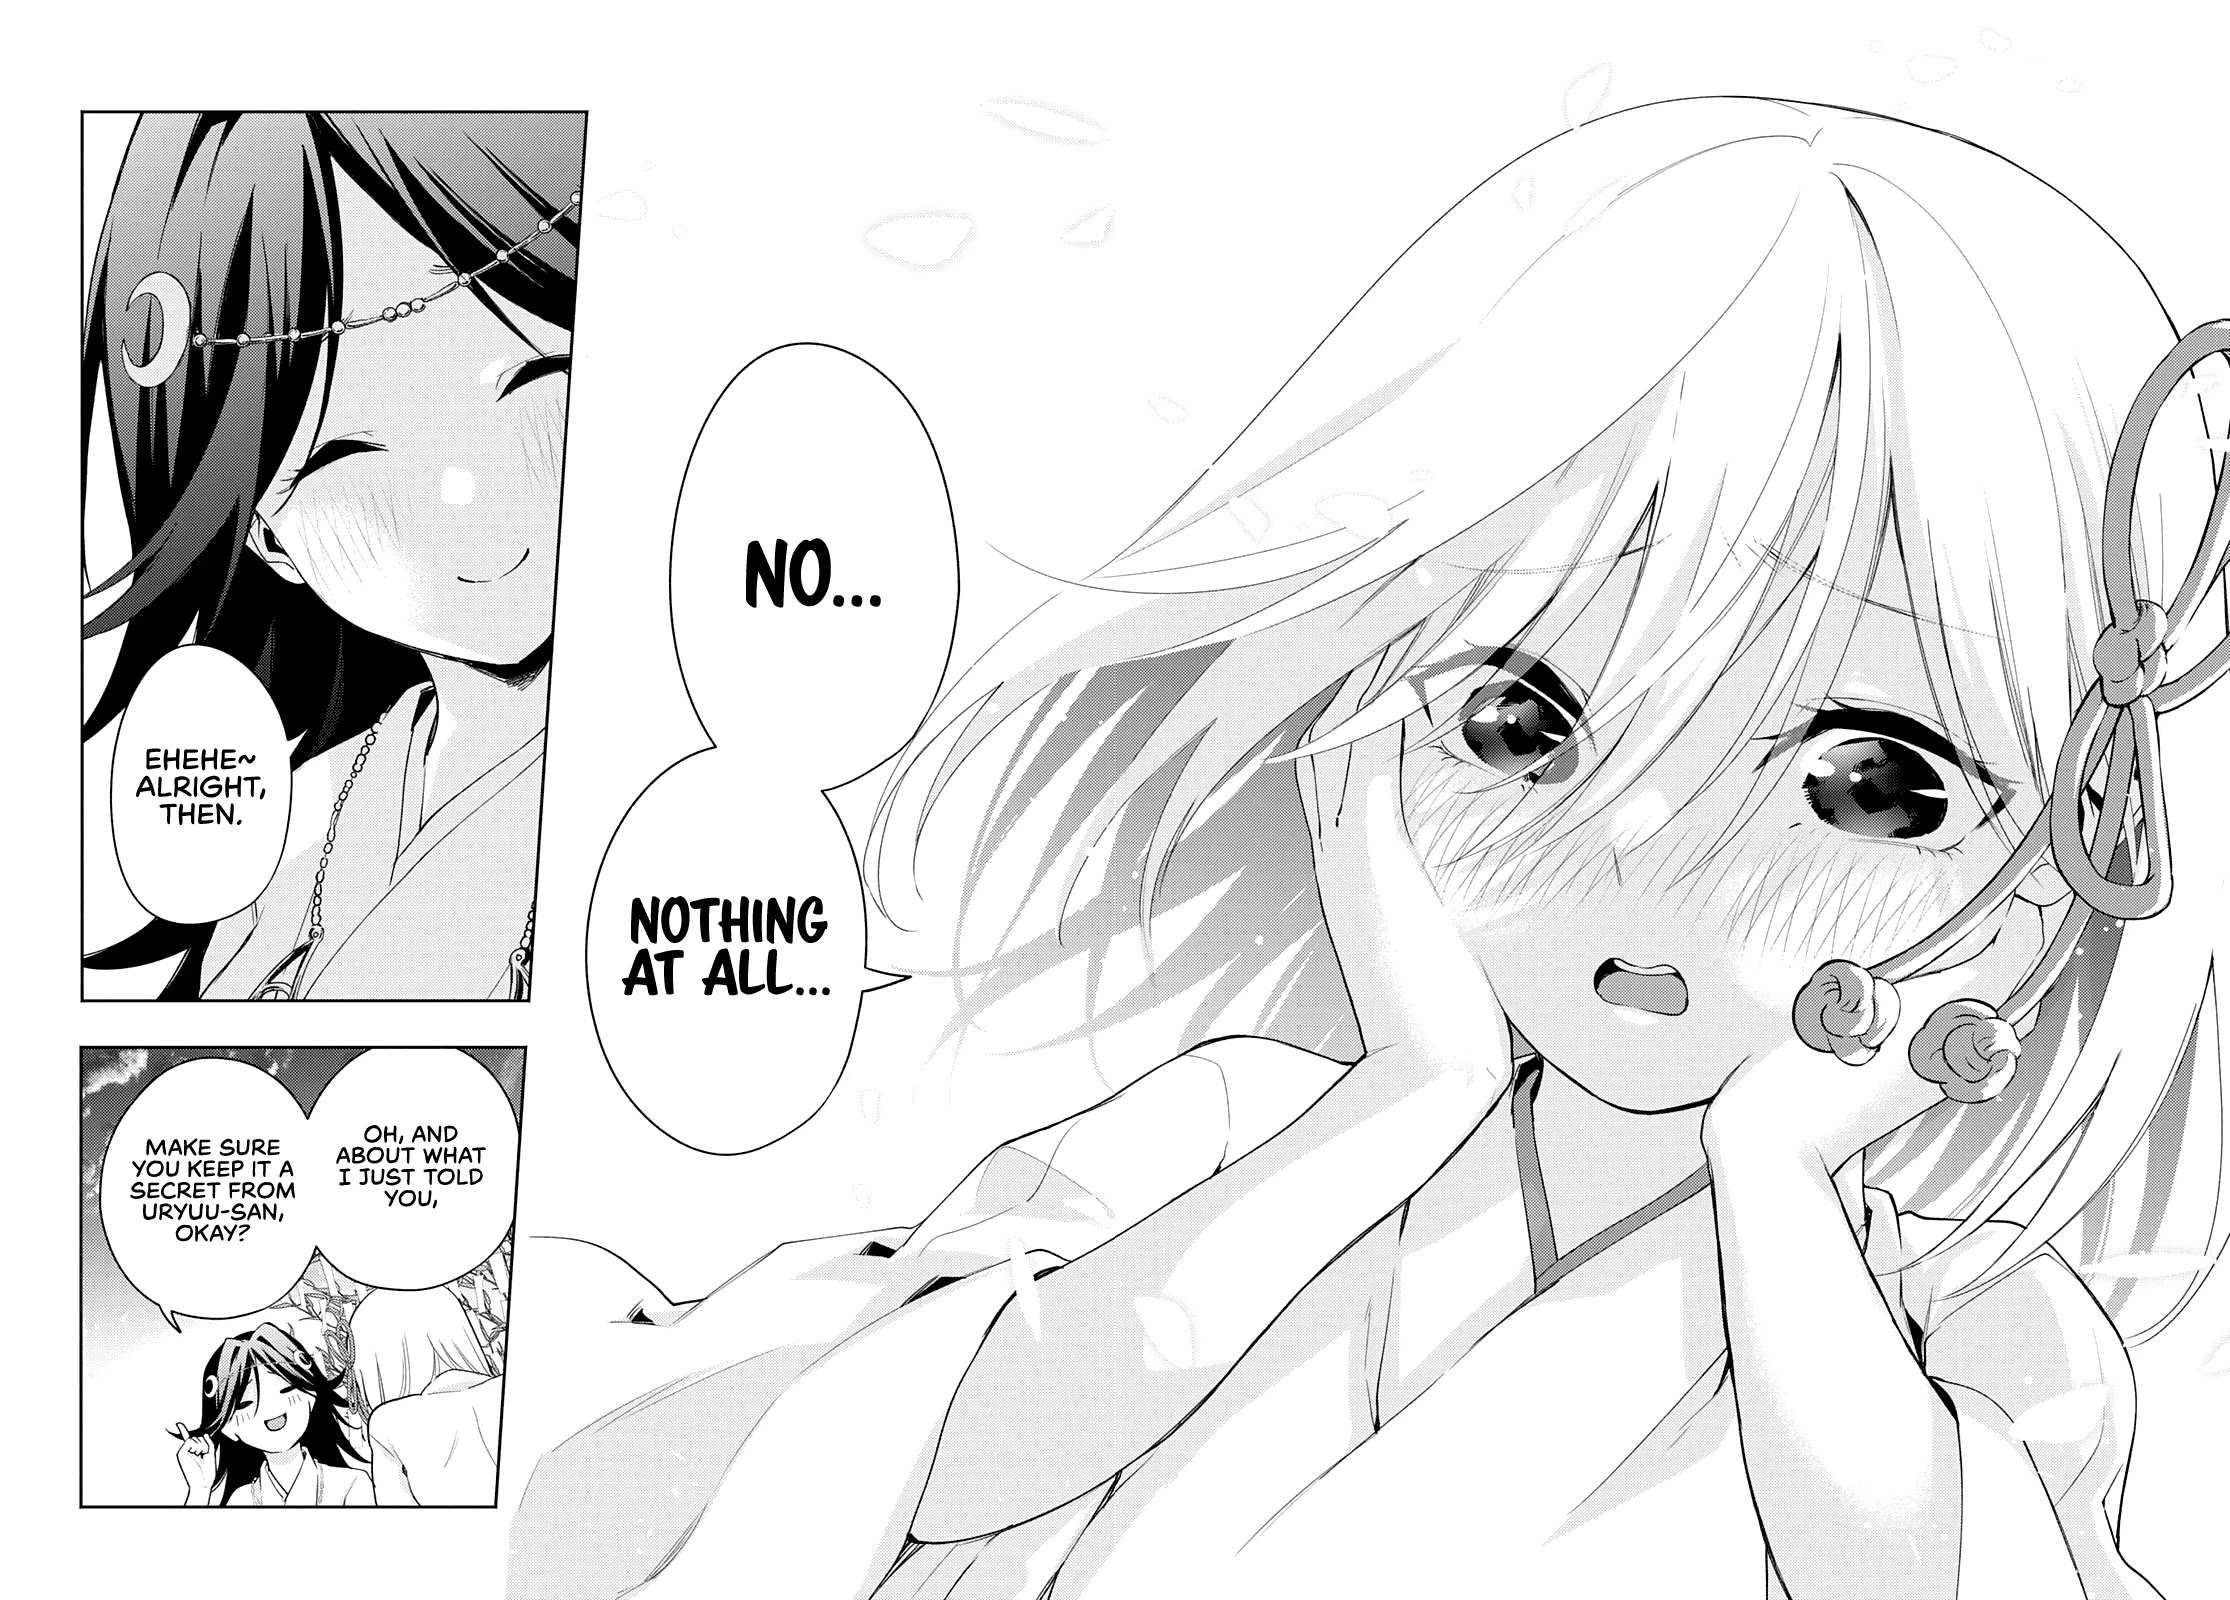 NO...
NOTHING
AT ALL...
EHEHE~
ALRIGHT,
THEN.
OH, AND
ABOUT WHAT
I JUST TOLD
YOU,
MAKE SURE
YOU KEEP IT A
SECRET FROM
URYUU-SAN,
OKAY?